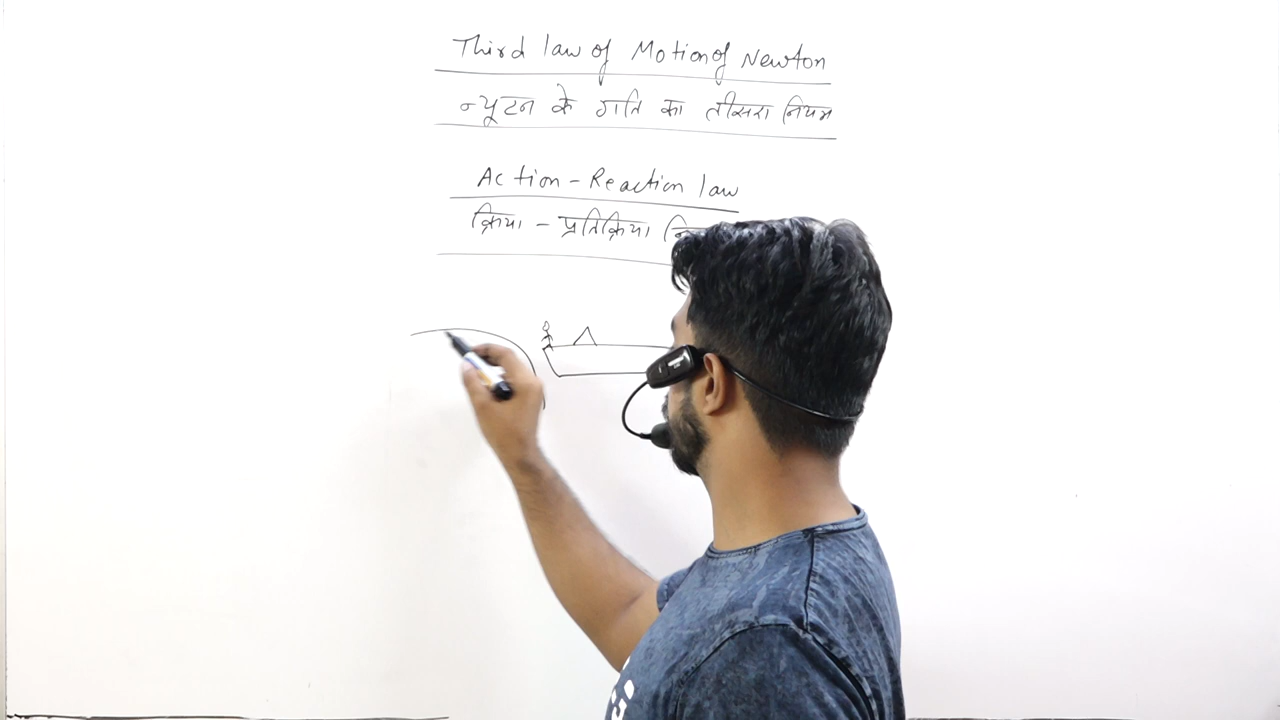 Third law of Motion of Newton
न्यूटन के गति का तीसरा नियम
Action - Reaction law
क्रिया - प्रतिक्रिया